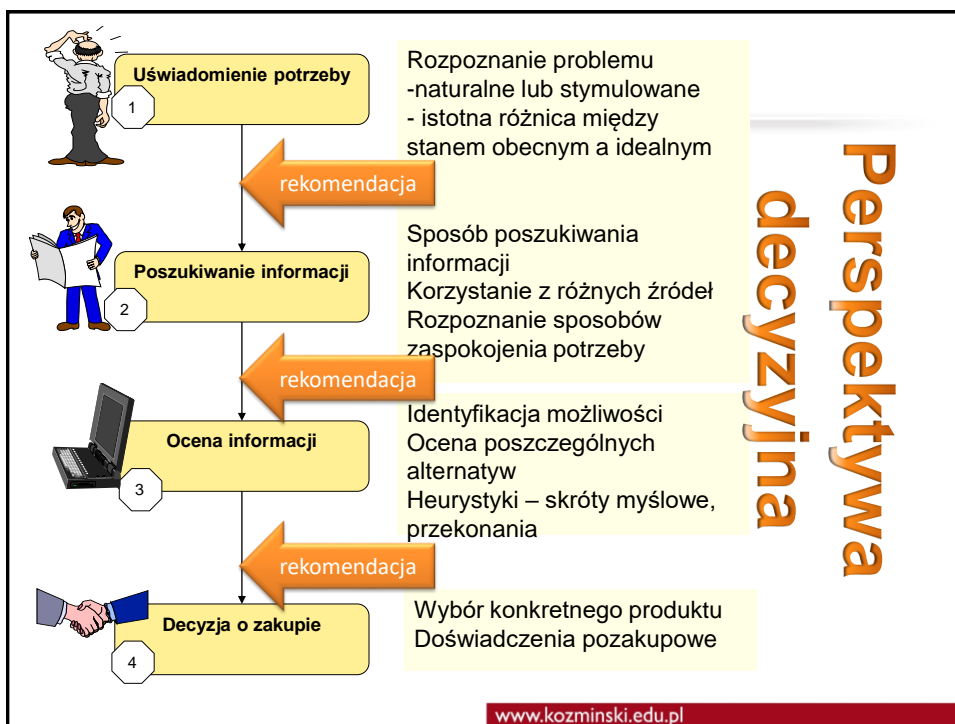 Uświadomienie potrzeby
1
Rozpoznanie problemu
-naturalne lub stymulowane
- istotna różnica między
stanem obecnym a idealnym
rekomendacja
Poszukiwanie informacji
2
Sposób poszukiwania
informacji
Korzystanie z różnych źródeł
Rozpoznanie sposobów
zaspokojenia potrzeby
rekomendacja
Ocena informacji
3
Identyfikacja możliwości
Ocena poszczególnych
alternatyw
Heurystyki – skróty myślowe,
przekonania
rekomendacja
Decyzja o zakupie
4
Wybór konkretnego produktu
Doświadczenia pozakupowe
Perspektywa
decyzyjna
www.kozminski.edu.pl